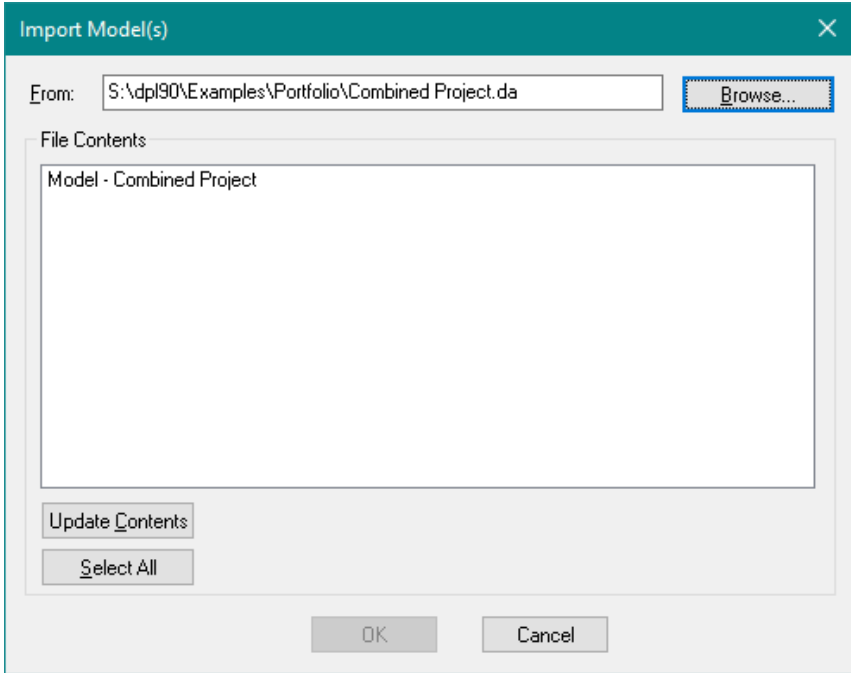 Import Model(s)
From: S:\dpl90\Examples\Portfolio\Combined Project.da Browse...
File Contents
Model - Combined Project
Update Contents
Select All
OK Cancel